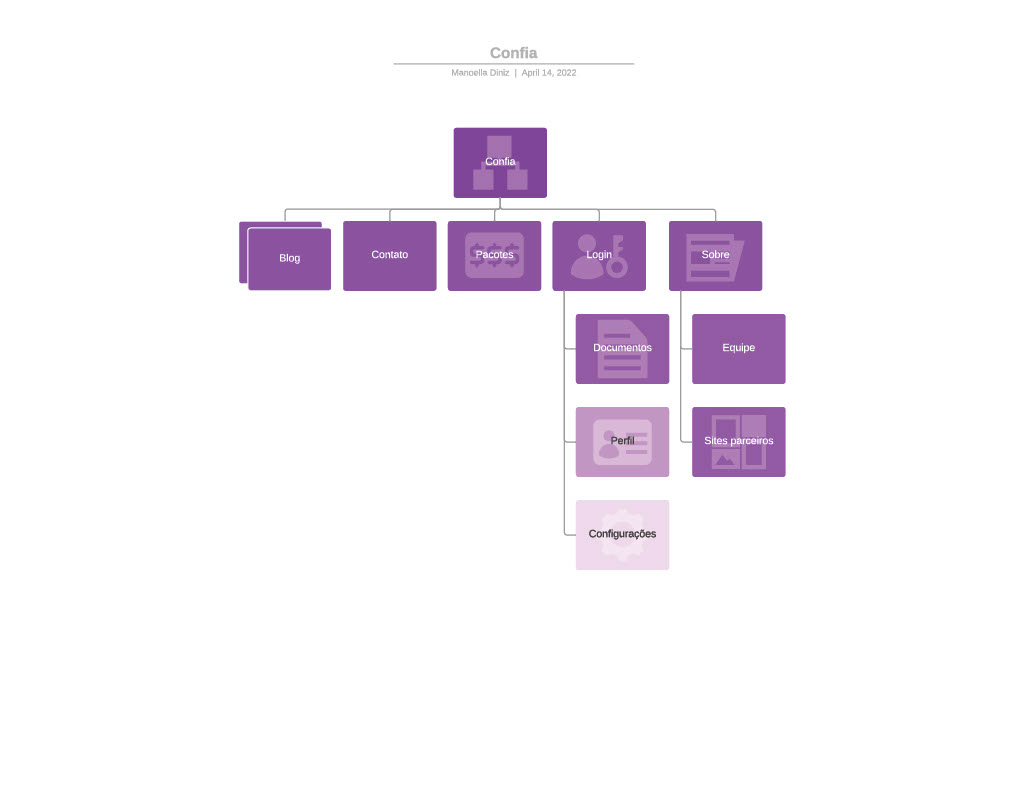 Confia
Manoella Diniz | April 14, 2022
Confia
Blog
Contato
$$$
Pacotes
Login
Sobre
Documentos
Equipe
Perfil
Sites parceiros
Configurações